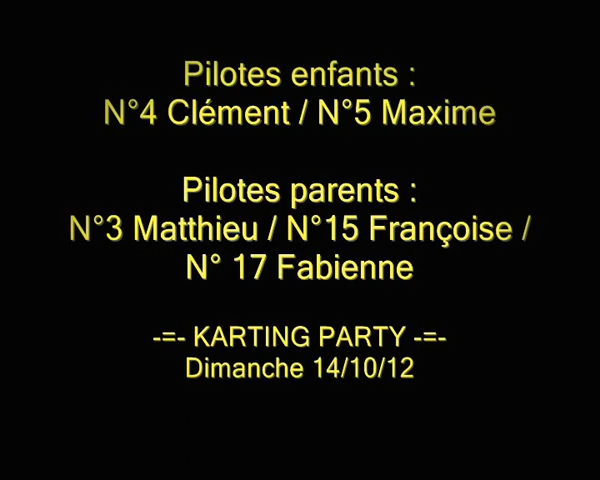 Pilotes enfants :
N°4 Clément / N°5 Maxime
Pilotes parents :
N°3 Matthieu / N°15 Françoise /
N° 17 Fabienne
-=- KARTING PARTY -=-
Dimanche 14/10/12